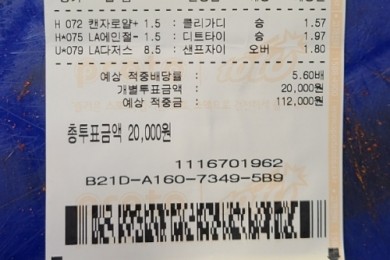 H 072 캔자로얄+ 1.5 : 클리가디 승 1.57
H*075 LA에인절- 1.5 : 디트타이 승 1.97
U*079 LA다저스 8.5 : 샌프자이 오버 1.80
예상 적중배당률 : 5.60배
개별투표금액 : 20,000원
예상 적중금 : 112,000원
총투표금액 20,000원
1116701962
B21D-A160-7349-5B9